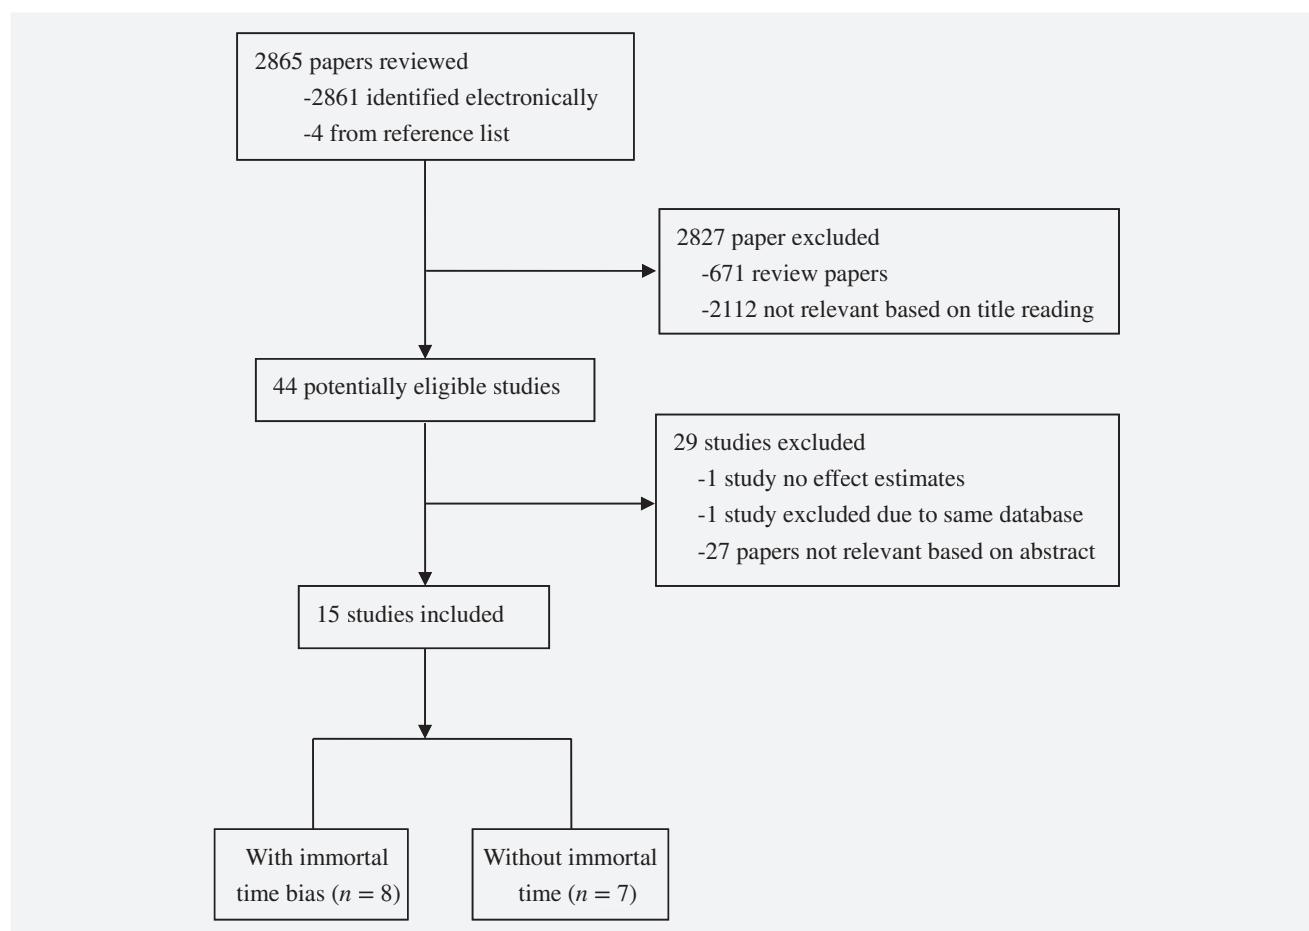 2865 papers reviewed
-2861 identified electronically
-4 from reference list
2827 paper excluded
-671 review papers
-2112 not relevant based on title reading
44 potentially eligible studies
29 studies excluded
-1 study no effect estimates
-1 study excluded due to same database
-27 papers not relevant based on abstract
15 studies included
With immortal
time bias (n = 8)
Without immortal
time (n = 7)